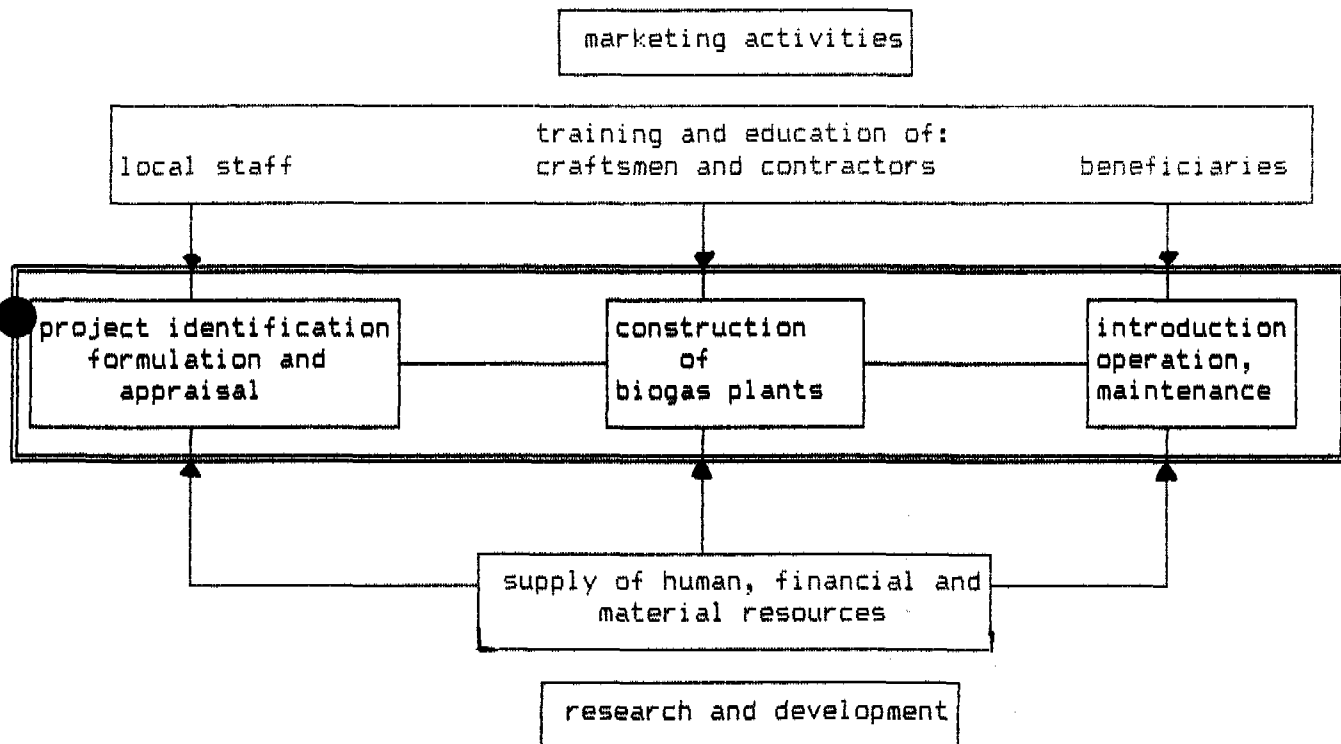 marketing activities
training and education of:
local staff craftsmen and contractors beneficiaries
project identification
formulation and
appraisal
construction
of
biogas plants
introduction
operation,
maintenance
supply of human, financial and
material resources
research and development